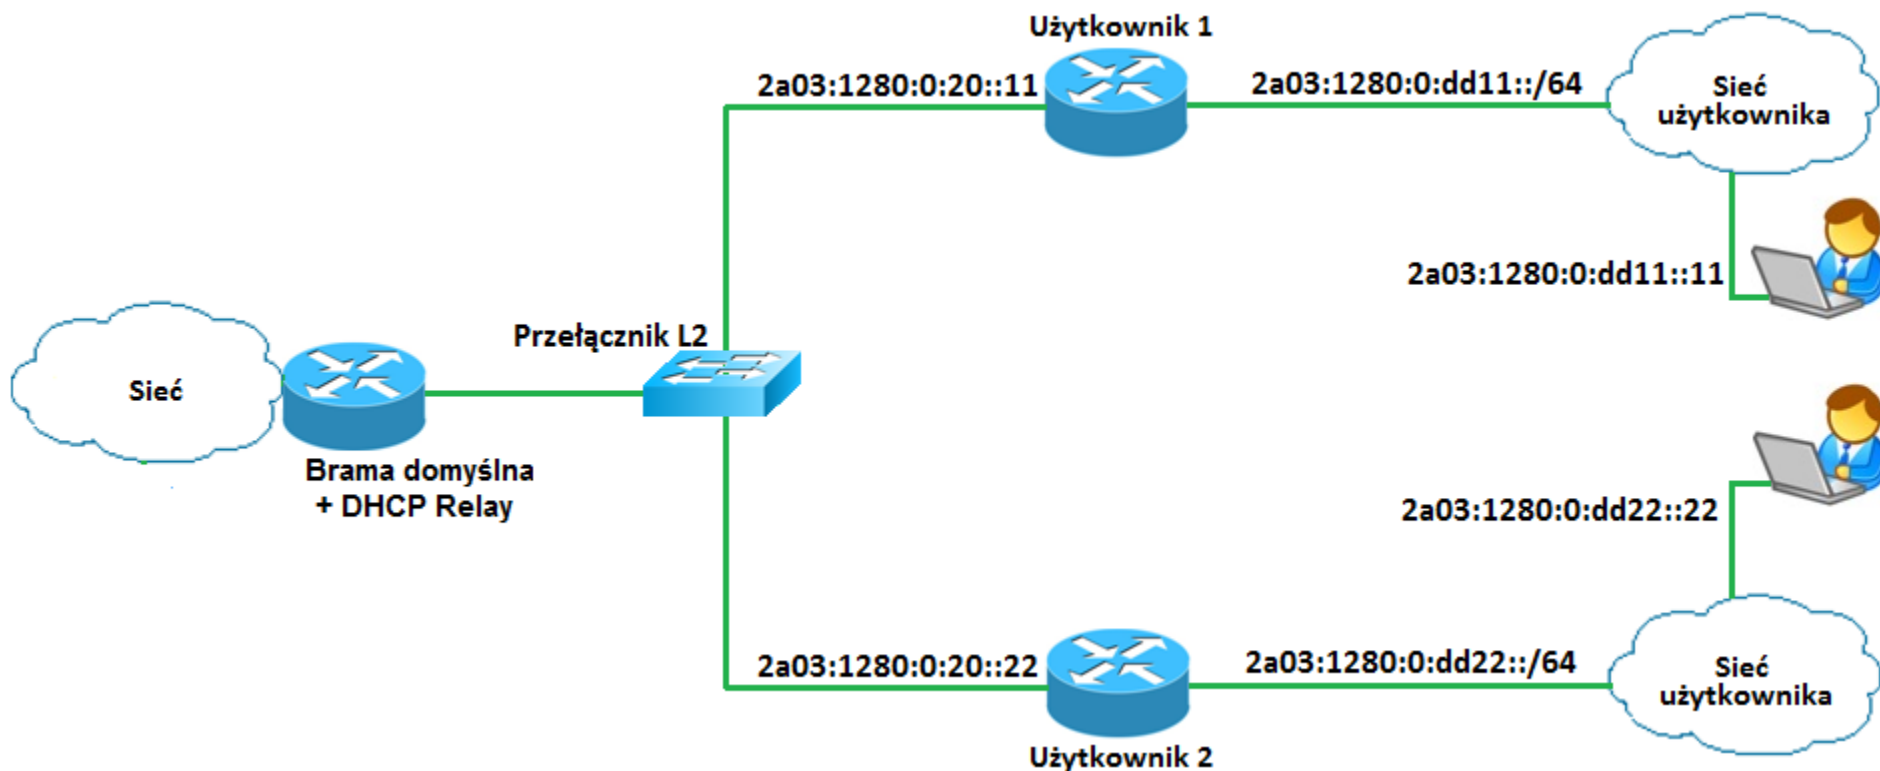 Użytkownik 1
2a03:1280:0:20::11
2a03:1280:0:dd11::/64
Sieć
użytkownika
2a03:1280:0:dd11::11
Przełącznik L2
Sieć
Brama domyślna
+ DHCP Relay
2a03:1280:0:dd22::22
2a03:1280:0:20::22
2a03:1280:0:dd22::/64
Sieć
użytkownika
Użytkownik 2